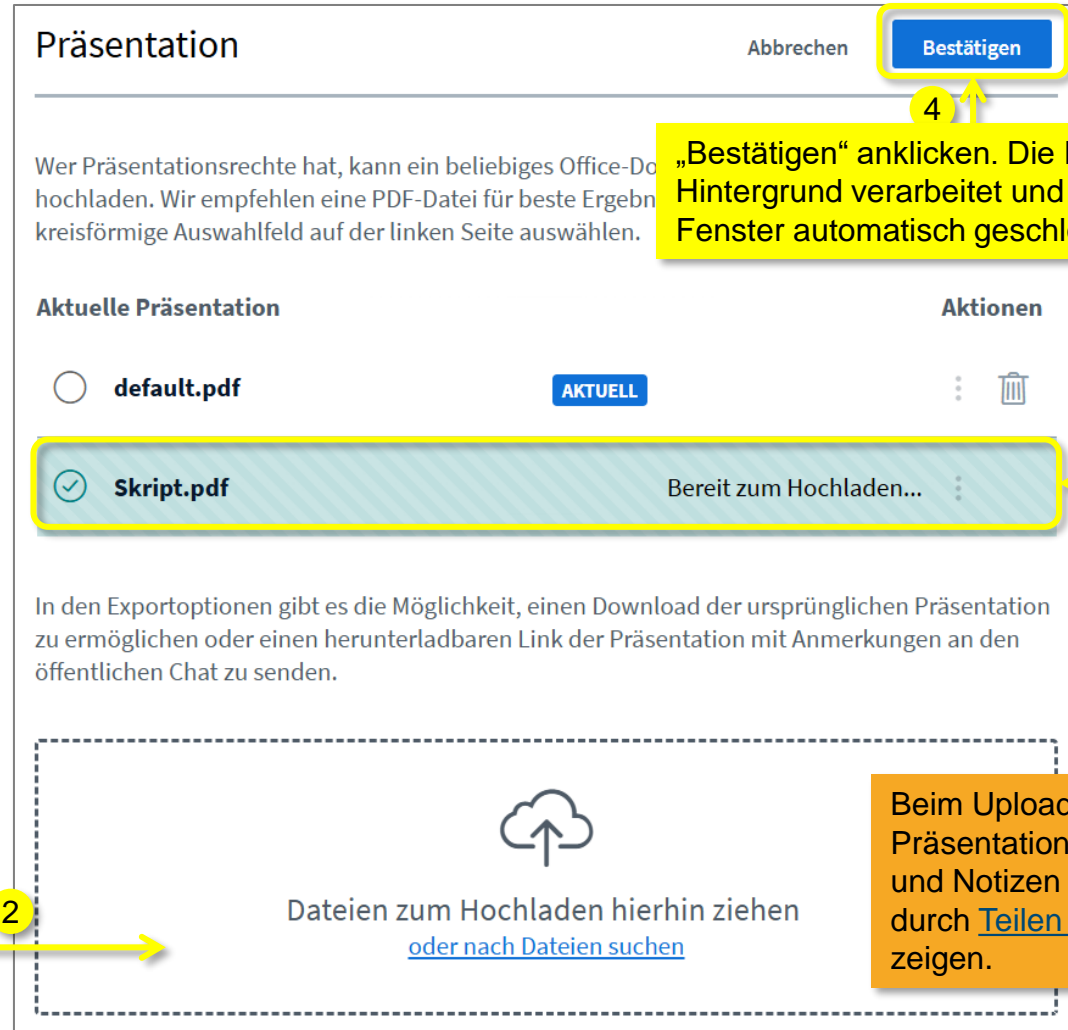 Präsentation
Abbrechen
Bestätigen
4
Wer Präsentationsrechte hat, kann ein beliebiges Office-Do
hochladen. Wir empfehlen eine PDF-Datei für beste Ergebn
kreisförmige Auswahlfeld auf der linken Seite auswählen.
„Bestätigen“ anklicken. Die
Hintergrund verarbeitet und
Fenster automatisch geschl
Aktuelle Präsentation
Aktionen
default.pdf
AKTUELL
Skript.pdf
Bereit zum Hochladen...
In den Exportoptionen gibt es die Möglichkeit, einen Download der ursprünglichen Präsentation
zu ermöglichen oder einen herunterladbaren Link der Präsentation mit Anmerkungen an den
öffentlichen Chat zu senden.
2
Dateien zum Hochladen hierhin ziehen
oder nach Dateien suchen
Beim Upload
Präsentation
und Notizen
durch Teilen
zeigen.